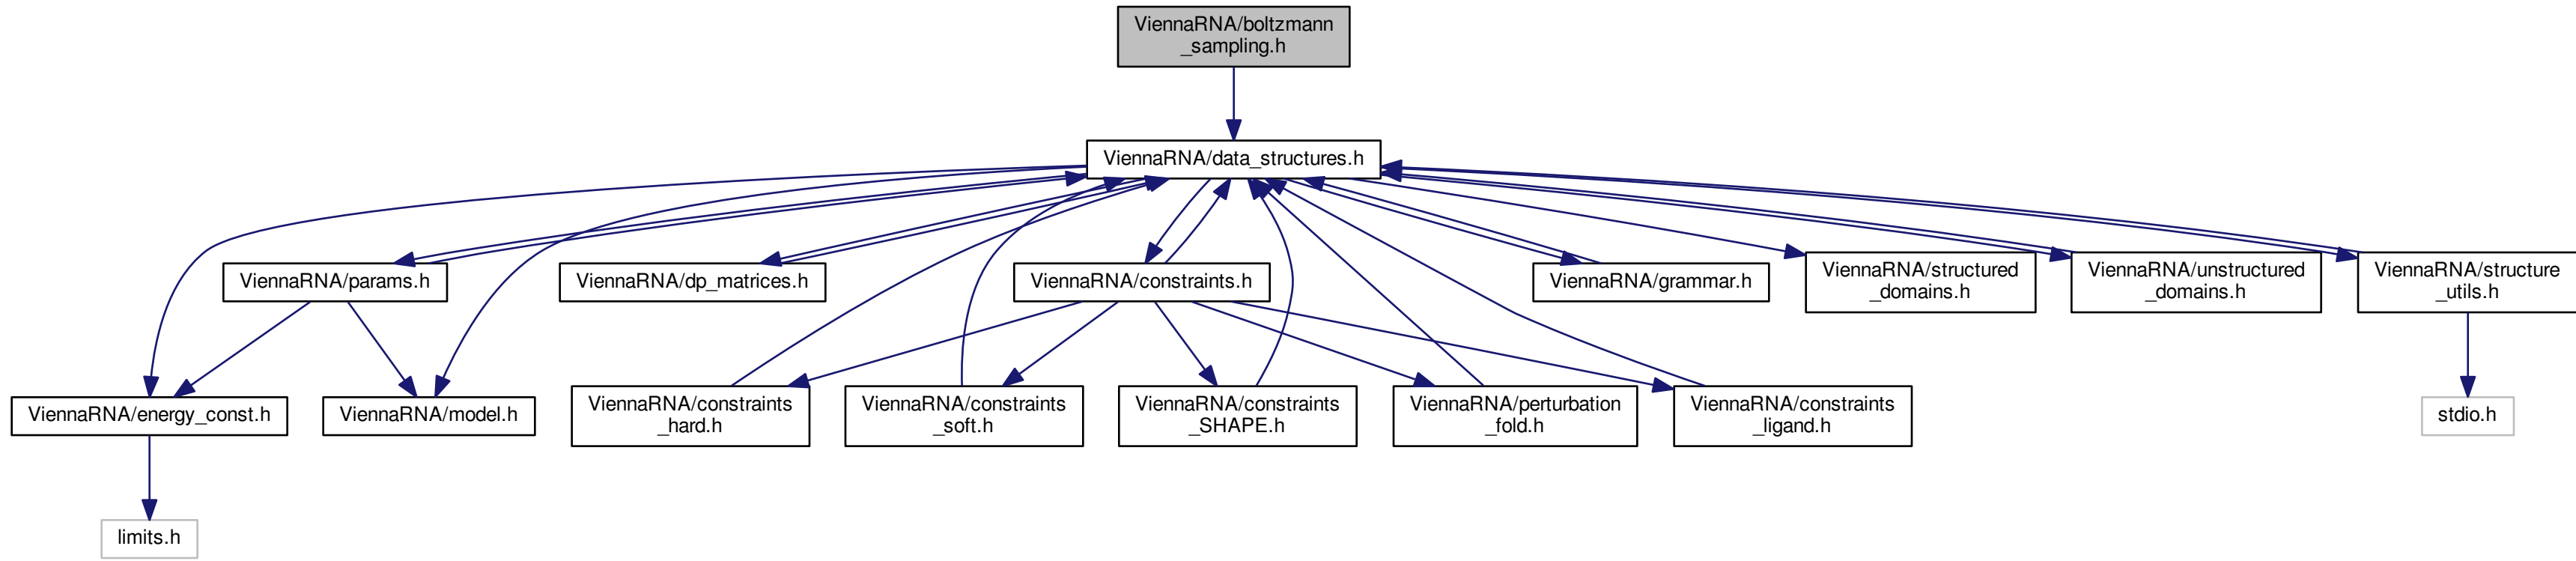 ViennaRNA/boltzmann
_sampling.h
ViennaRNA/data_structures.h
ViennaRNA/params.h
ViennaRNA/dp_matrices.h
ViennaRNA/constraints.h
ViennaRNA/grammar.h
ViennaRNA/structured
_domains.h
ViennaRNA/unstructured
_domains.h
ViennaRNA/structure
_utils.h
ViennaRNA/energy_const.h
ViennaRNA/model.h
ViennaRNA/constraints
_hard.h
ViennaRNA/constraints
_soft.h
ViennaRNA/constraints
_SHAPE.h
ViennaRNA/perturbation
_fold.h
ViennaRNA/constraints
_ligand.h
stdio.h
limits.h